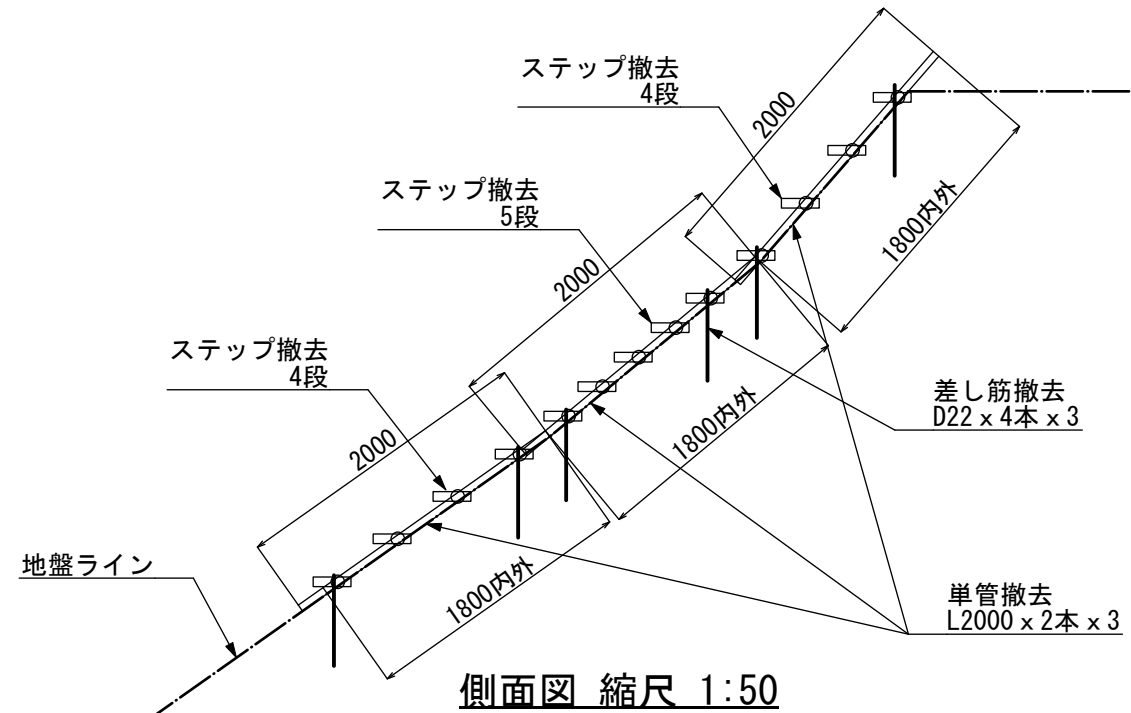 ステップ撤去
4段
2000
1800内外
ステップ撤去
5段
2000
1800内外
ステップ撤去
4段
2000
1800内外
差し筋撤去
D22 x 4本 x 3
地盤ライン
単管撤去
L2000 x 2本 x 3
側面図 縮尺 1:50